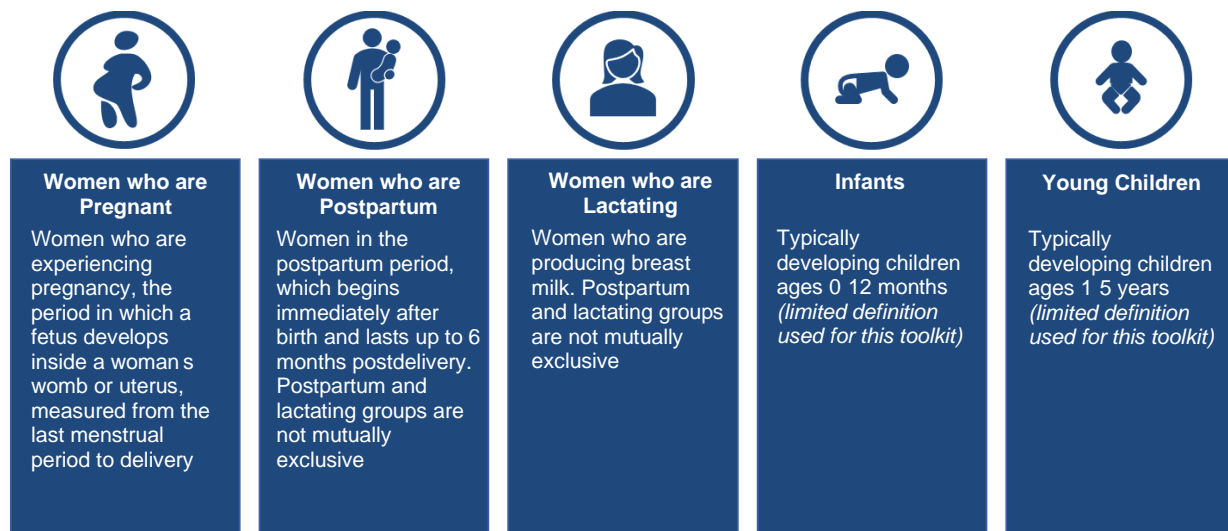 Women who are
Pregnant
Women who are
experiencing
pregnancy, the
period in which a
fetus develops
inside a woman s
womb or uterus,
measured from the
last menstrual
period to delivery
Women who are
Postpartum
Women in the
postpartum period,
which begins
immediately after
birth and lasts up to 6
months postdelivery.
Postpartum and
lactating groups are
not mutually
exclusive
Women who are
Lactating
Women who are
producing breast
milk. Postpartum
and lactating groups
are not mutually
exclusive
Infants
Typically
developing children
ages 0 12 months
(limited definition
used for this toolkit)
Young Children
Typically
developing children
ages 1 5 years
(limited definition
used for this toolkit)